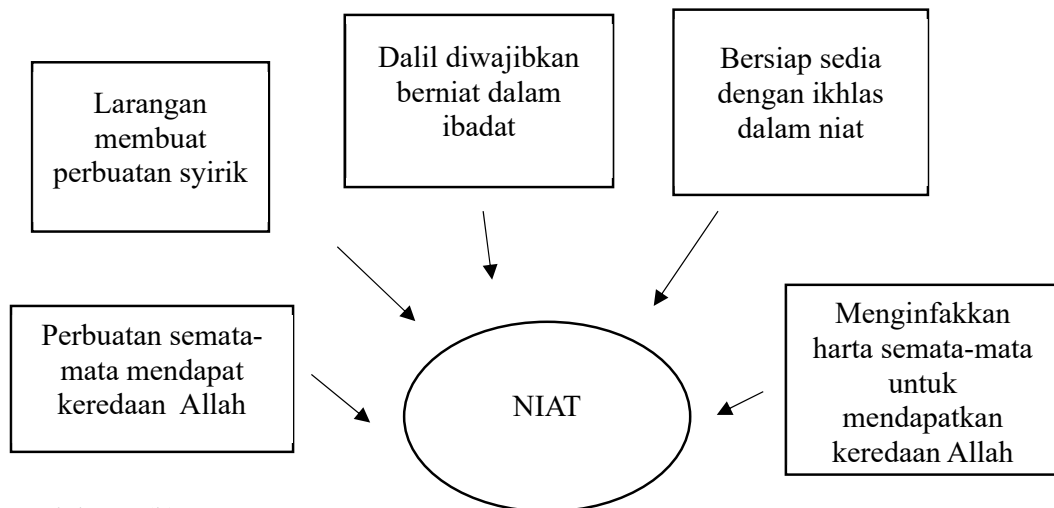 Larangan
membuat
perbuatan syirik
Dalil diwajibkan
berniat dalam
ibadat
Bersiap sedia
dengan ikhlas
dalam niat
Perbuatan semata-
mata mendapat
keredaan Allah
NIAT
Menginfakkan
harta semata-mata
untuk
mendapatkan
keredaan Allah